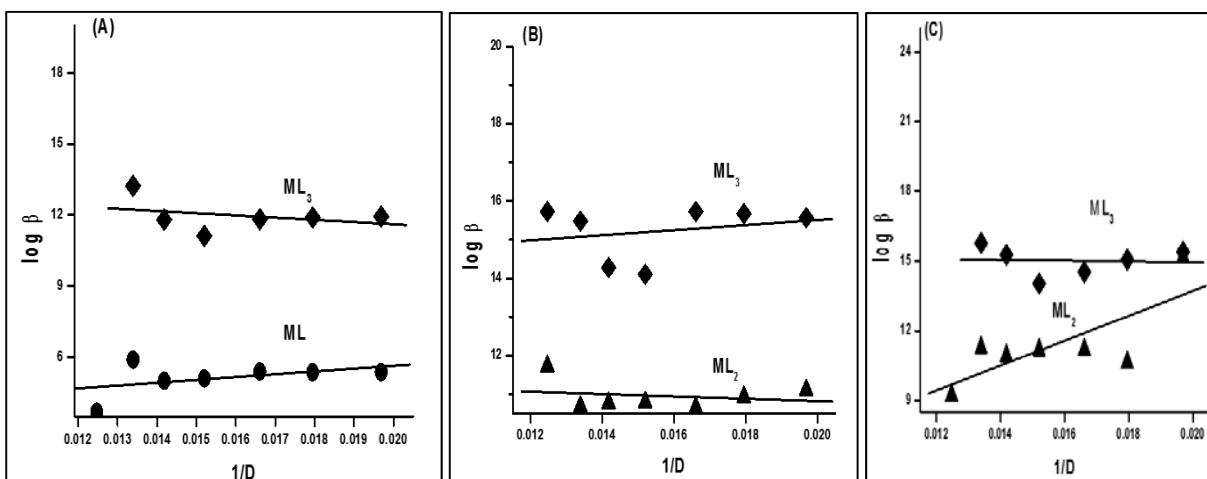 (A)
18
15
12
9
6
log β
ML₃
ML
0.012 0.013 0.014 0.015 0.016 0.017 0.018 0.019 0.020
1/D
(B)
20
18
16
14
12
log β
ML₃
ML₂
0.012 0.014 0.016 0.018 0.020
1/D
(C)
24
21
18
15
12
9
log β
ML₃
ML₂
0.012 0.014 0.016 0.018 0.020
1/D